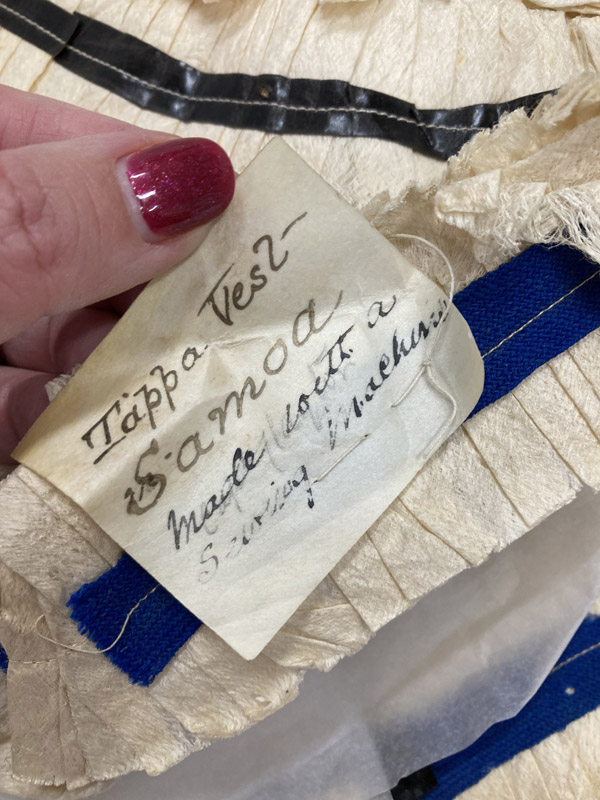 Tappa Vest-
Samoa
Made with a
Sewing Machine